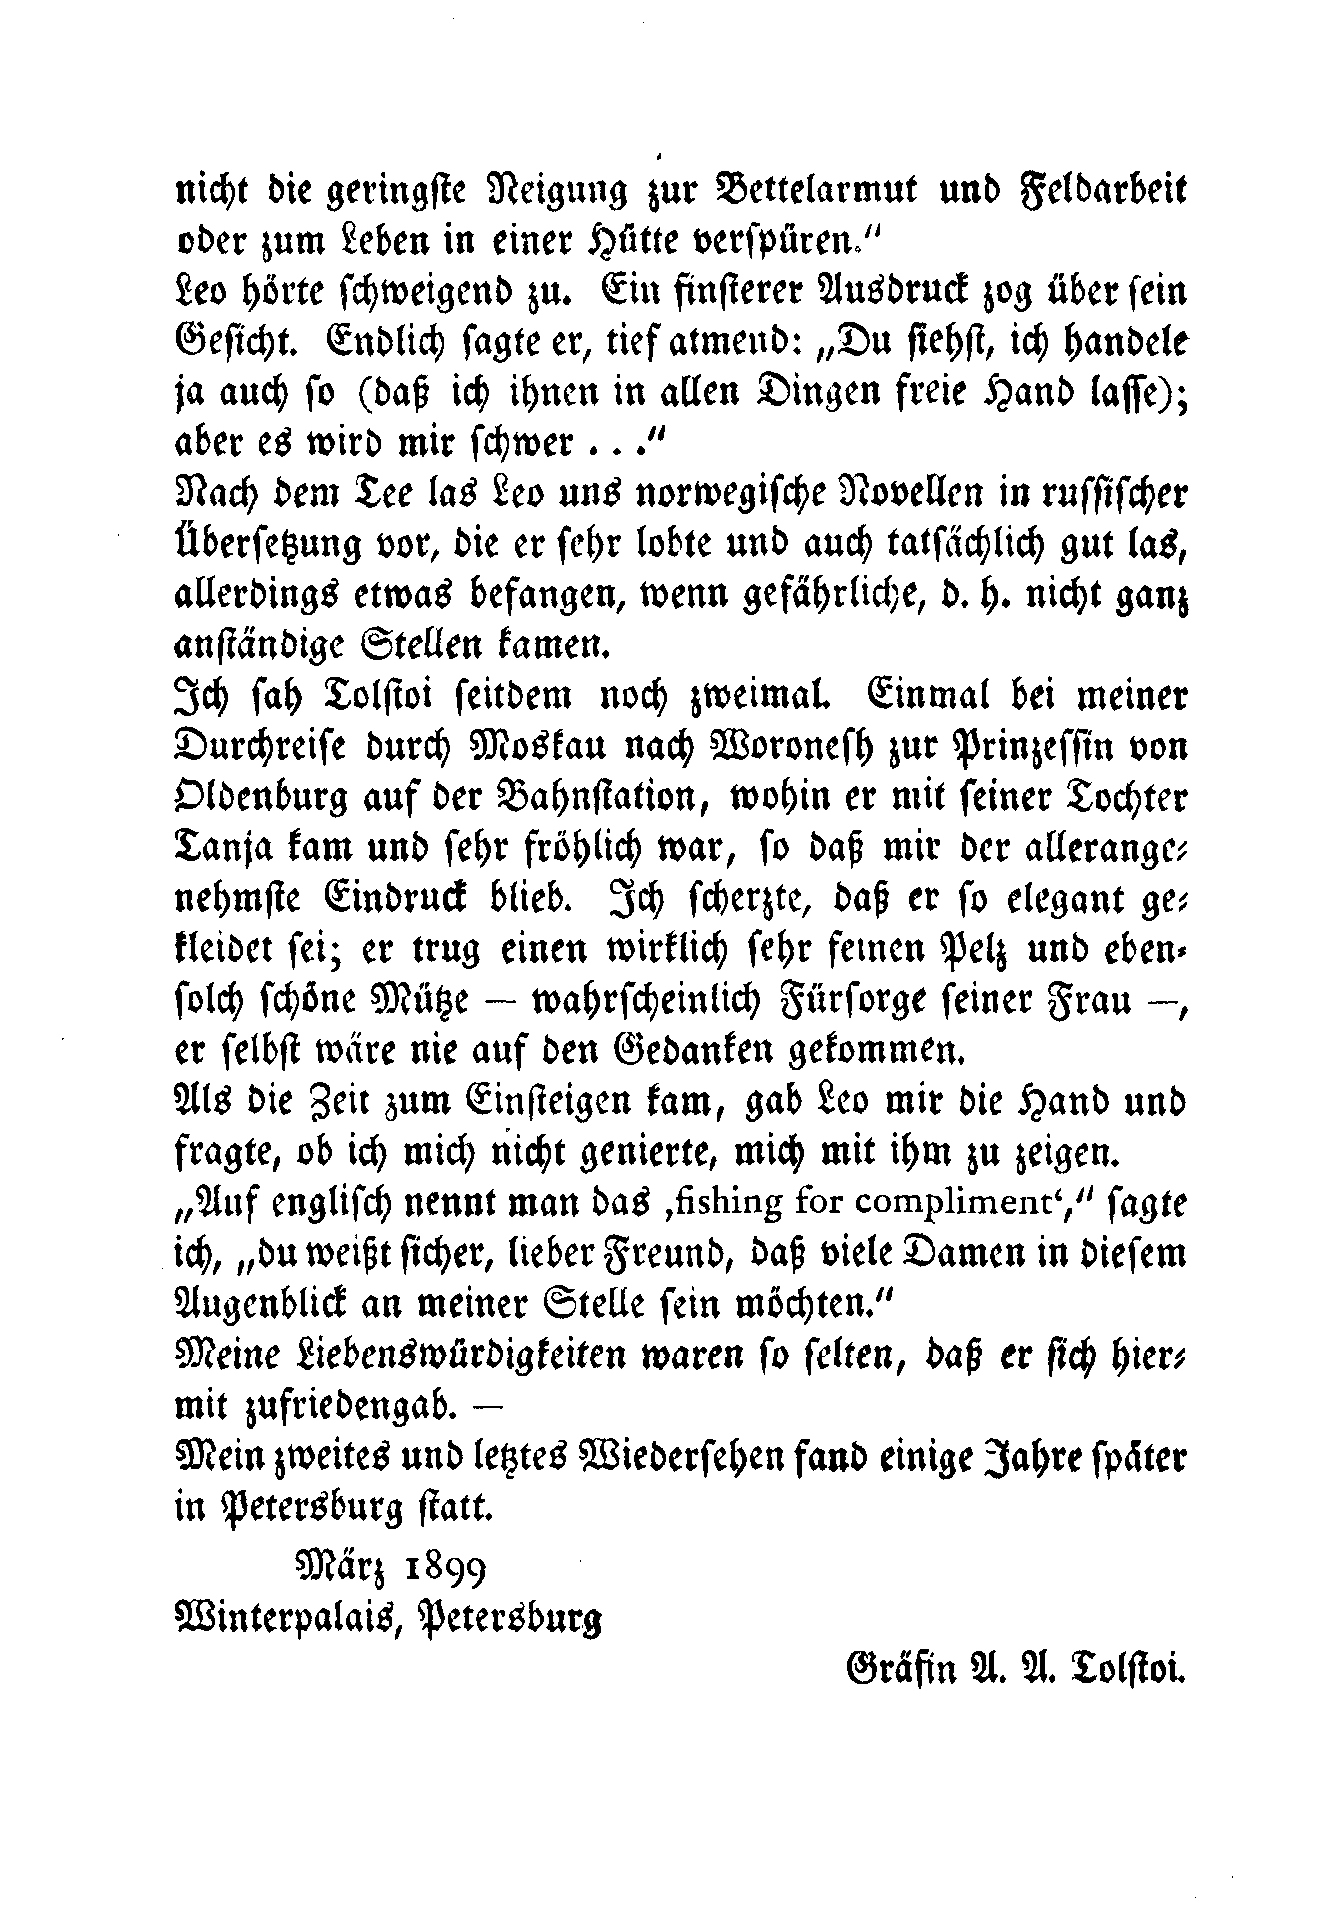 nicht die geringste Neigung zur Bettelarmut und Feldarbeit
oder zum Leben in einer Hütte verspüren.“
Leo hörte schweigend zu. Ein finsterer Ausdruck zog über sein
Gesicht. Endlich sagte er, tief atmend: „Du siehst, ich handele
ja auch so (daß ich ihnen in allen Dingen freie Hand lasse);
aber es wird mir schwer . . .“
Nach dem Tee las Leo uns norwegische Novellen in russischer
Übersetzung vor, die er sehr lobte und auch tatsächlich gut las,
allerdings etwas befangen, wenn gefährliche, d. h. nicht ganz
anständige Stellen kamen.
Ich sah Tolstoi seitdem noch zweimal. Einmal bei meiner
Durchreise durch Moskau nach Woronesh zur Prinzessin von
Oldenburg auf der Bahnstation, wohin er mit seiner Tochter
Tanja kam und sehr fröhlich war, so daß mir der allerange-
nehmste Eindruck blieb. Ich scherzte, daß er so elegant ge-
kleidet sei; er trug einen wirklich sehr feinen Pelz und eben-
solch schöne Mütze — wahrscheinlich Fürsorge seiner Frau —,
er selbst wäre nie auf den Gedanken gekommen.
Als die Zeit zum Einsteigen kam, gab Leo mir die Hand und
fragte, ob ich mich nicht genierte, mich mit ihm zu zeigen.
„Auf englisch nennt man das ‚fishing for compliment‘,“ sagte
ich, „du weißt sicher, lieber Freund, daß viele Damen in diesem
Augenblick an meiner Stelle sein möchten.“
Meine Liebenswürdigkeiten waren so selten, daß er sich hier-
mit zufriedengab. —
Mein zweites und letztes Wiedersehen fand einige Jahre später
in Petersburg statt.
März 1899
Winterpalais, Petersburg
Gräfin A. A. Tolstoi.